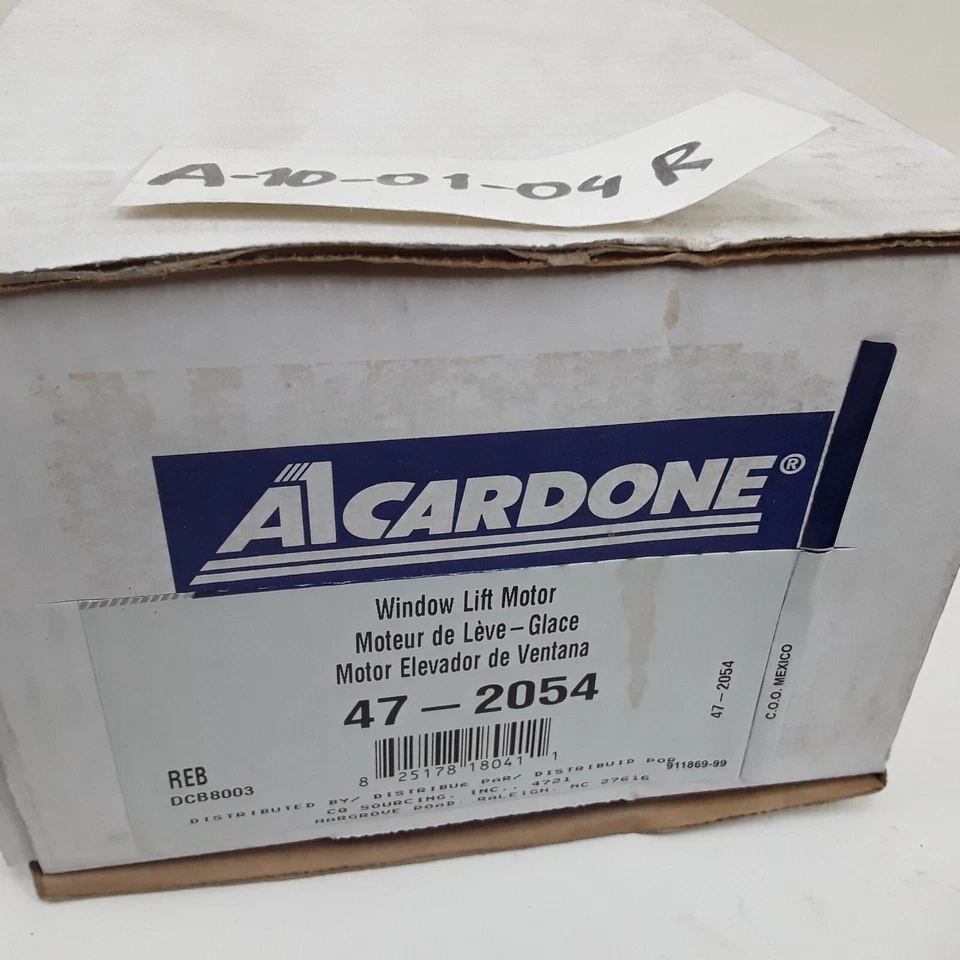 A-10-01-04 R
A1 CARDONE®
Window Lift Motor
Moteur de Lève-Glace
Motor Elevador de Ventana
47-2054
8 25178 18041 1
REB
DCB8003
DISTRIBUTED BY/ DISTRIBUE PAR/ DISTRIBUID POR
CQ SOURCING, INC., 4721
HARGROVE ROAD, RALEIGH, NC 27616
911869-99
47-2054
C.O.O. MEXICO